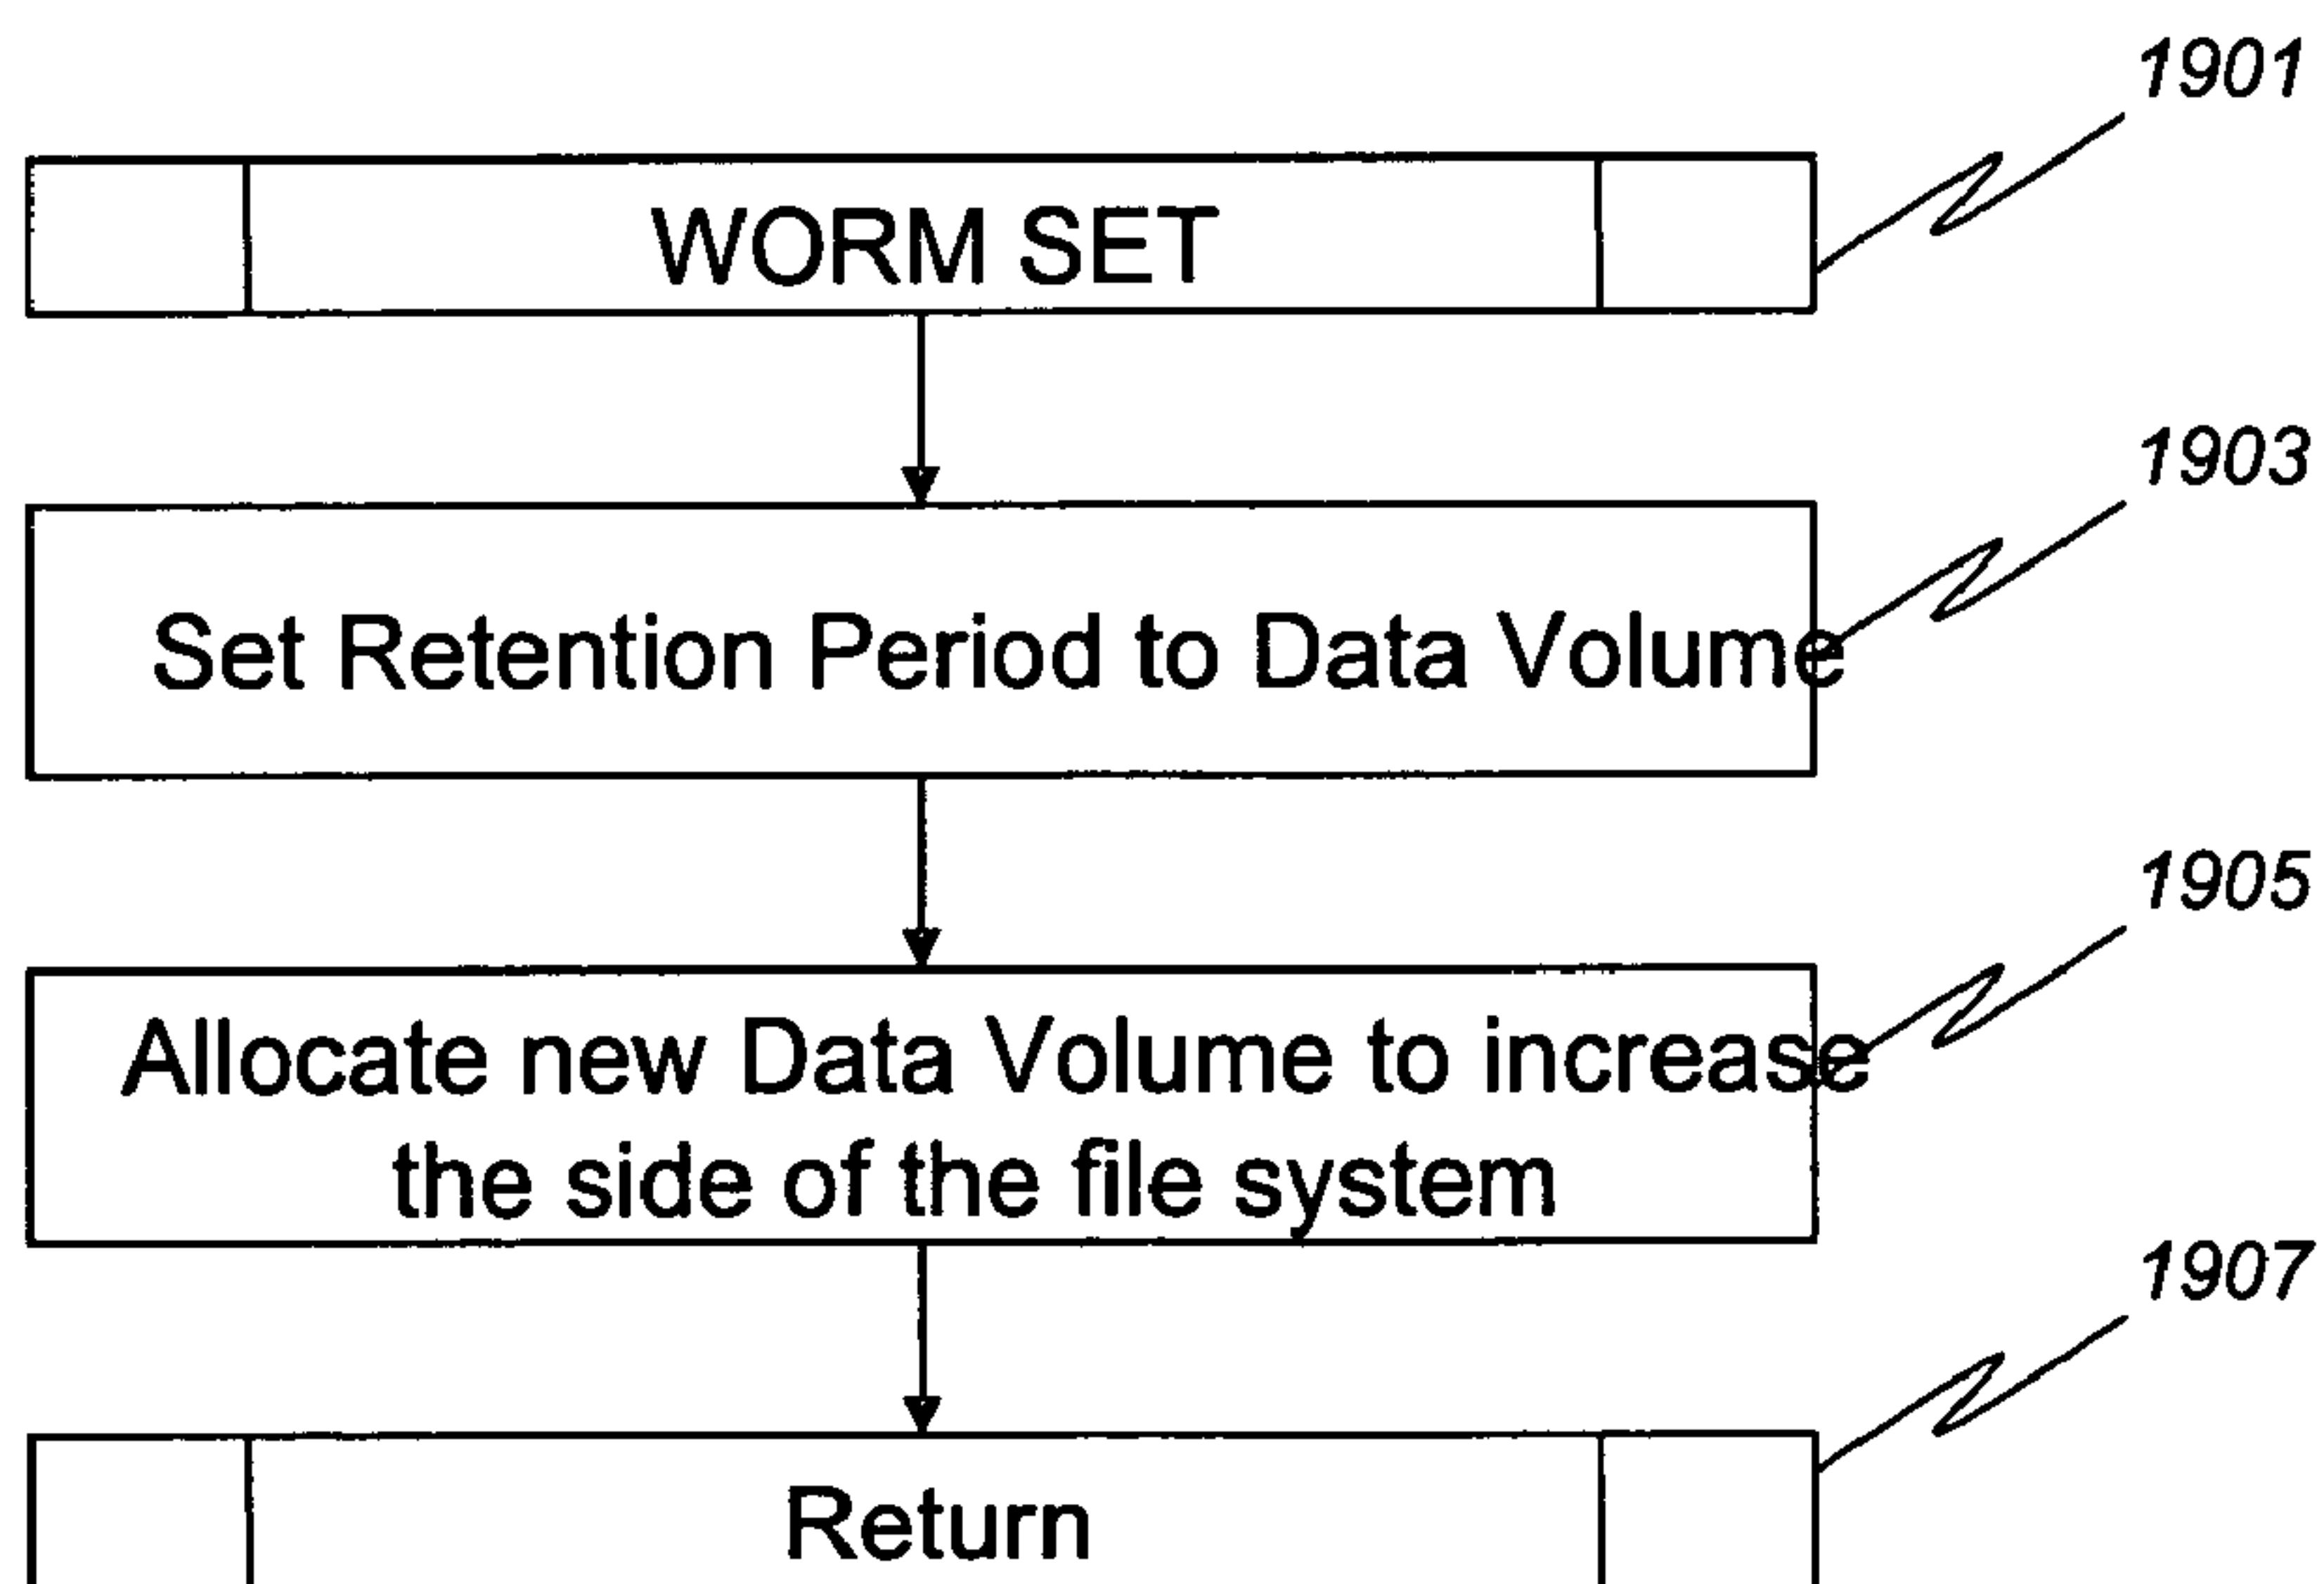 1901
WORM SET
1903
Set Retention Period to Data Volume
1905
Allocate new Data Volume to increase
the side of the file system
1907
Return